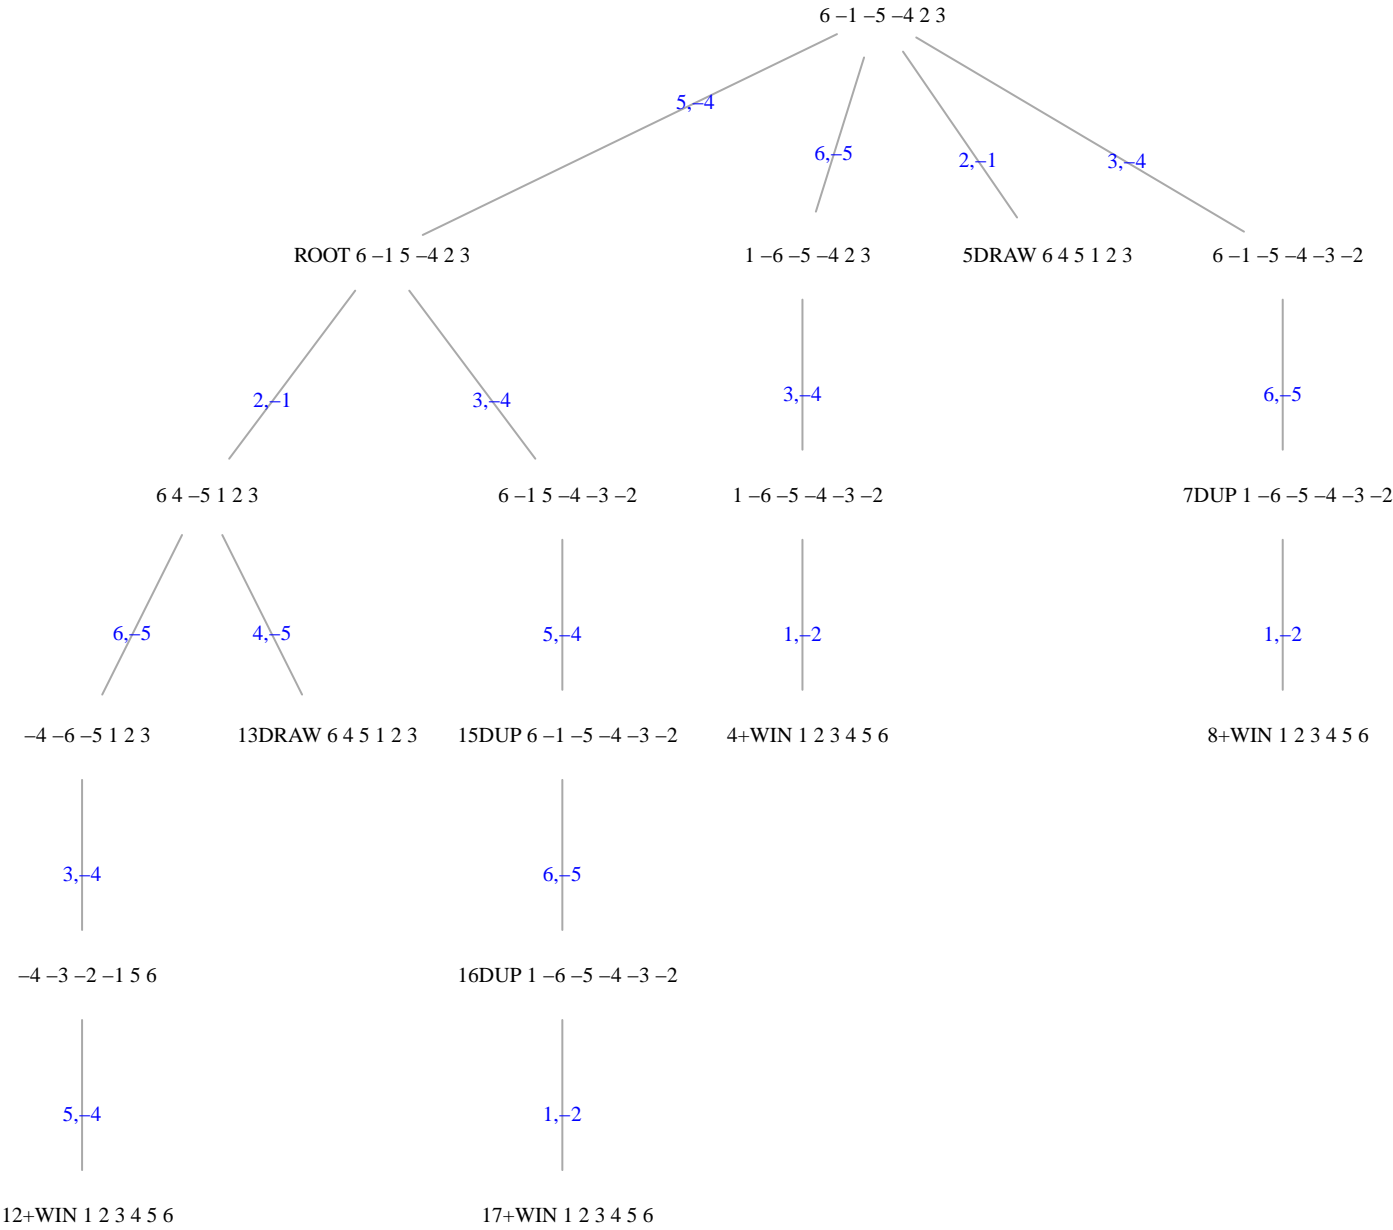 6 –1 –5 –4 2 3
5,–4
6,–5
2,–1
3,–4
ROOT 6 –1 5 –4 2 3
1 –6 –5 –4 2 3
5DRAW 6 4 5 1 2 3
6 –1 –5 –4 –3 –2
2,–1
3,–4
3,–4
6,–5
6 4 –5 1 2 3
6 –1 5 –4 –3 –2
1 –6 –5 –4 –3 –2
7DUP 1 –6 –5 –4 –3 –2
6,–5
4,–5
5,–4
1,–2
1,–2
–4 –6 –5 1 2 3
13DRAW 6 4 5 1 2 3
15DUP 6 –1 –5 –4 –3 –2
4+WIN 1 2 3 4 5 6
8+WIN 1 2 3 4 5 6
3,–4
6,–5
–4 –3 –2 –1 5 6
16DUP 1 –6 –5 –4 –3 –2
5,–4
1,–2
12+WIN 1 2 3 4 5 6
17+WIN 1 2 3 4 5 6